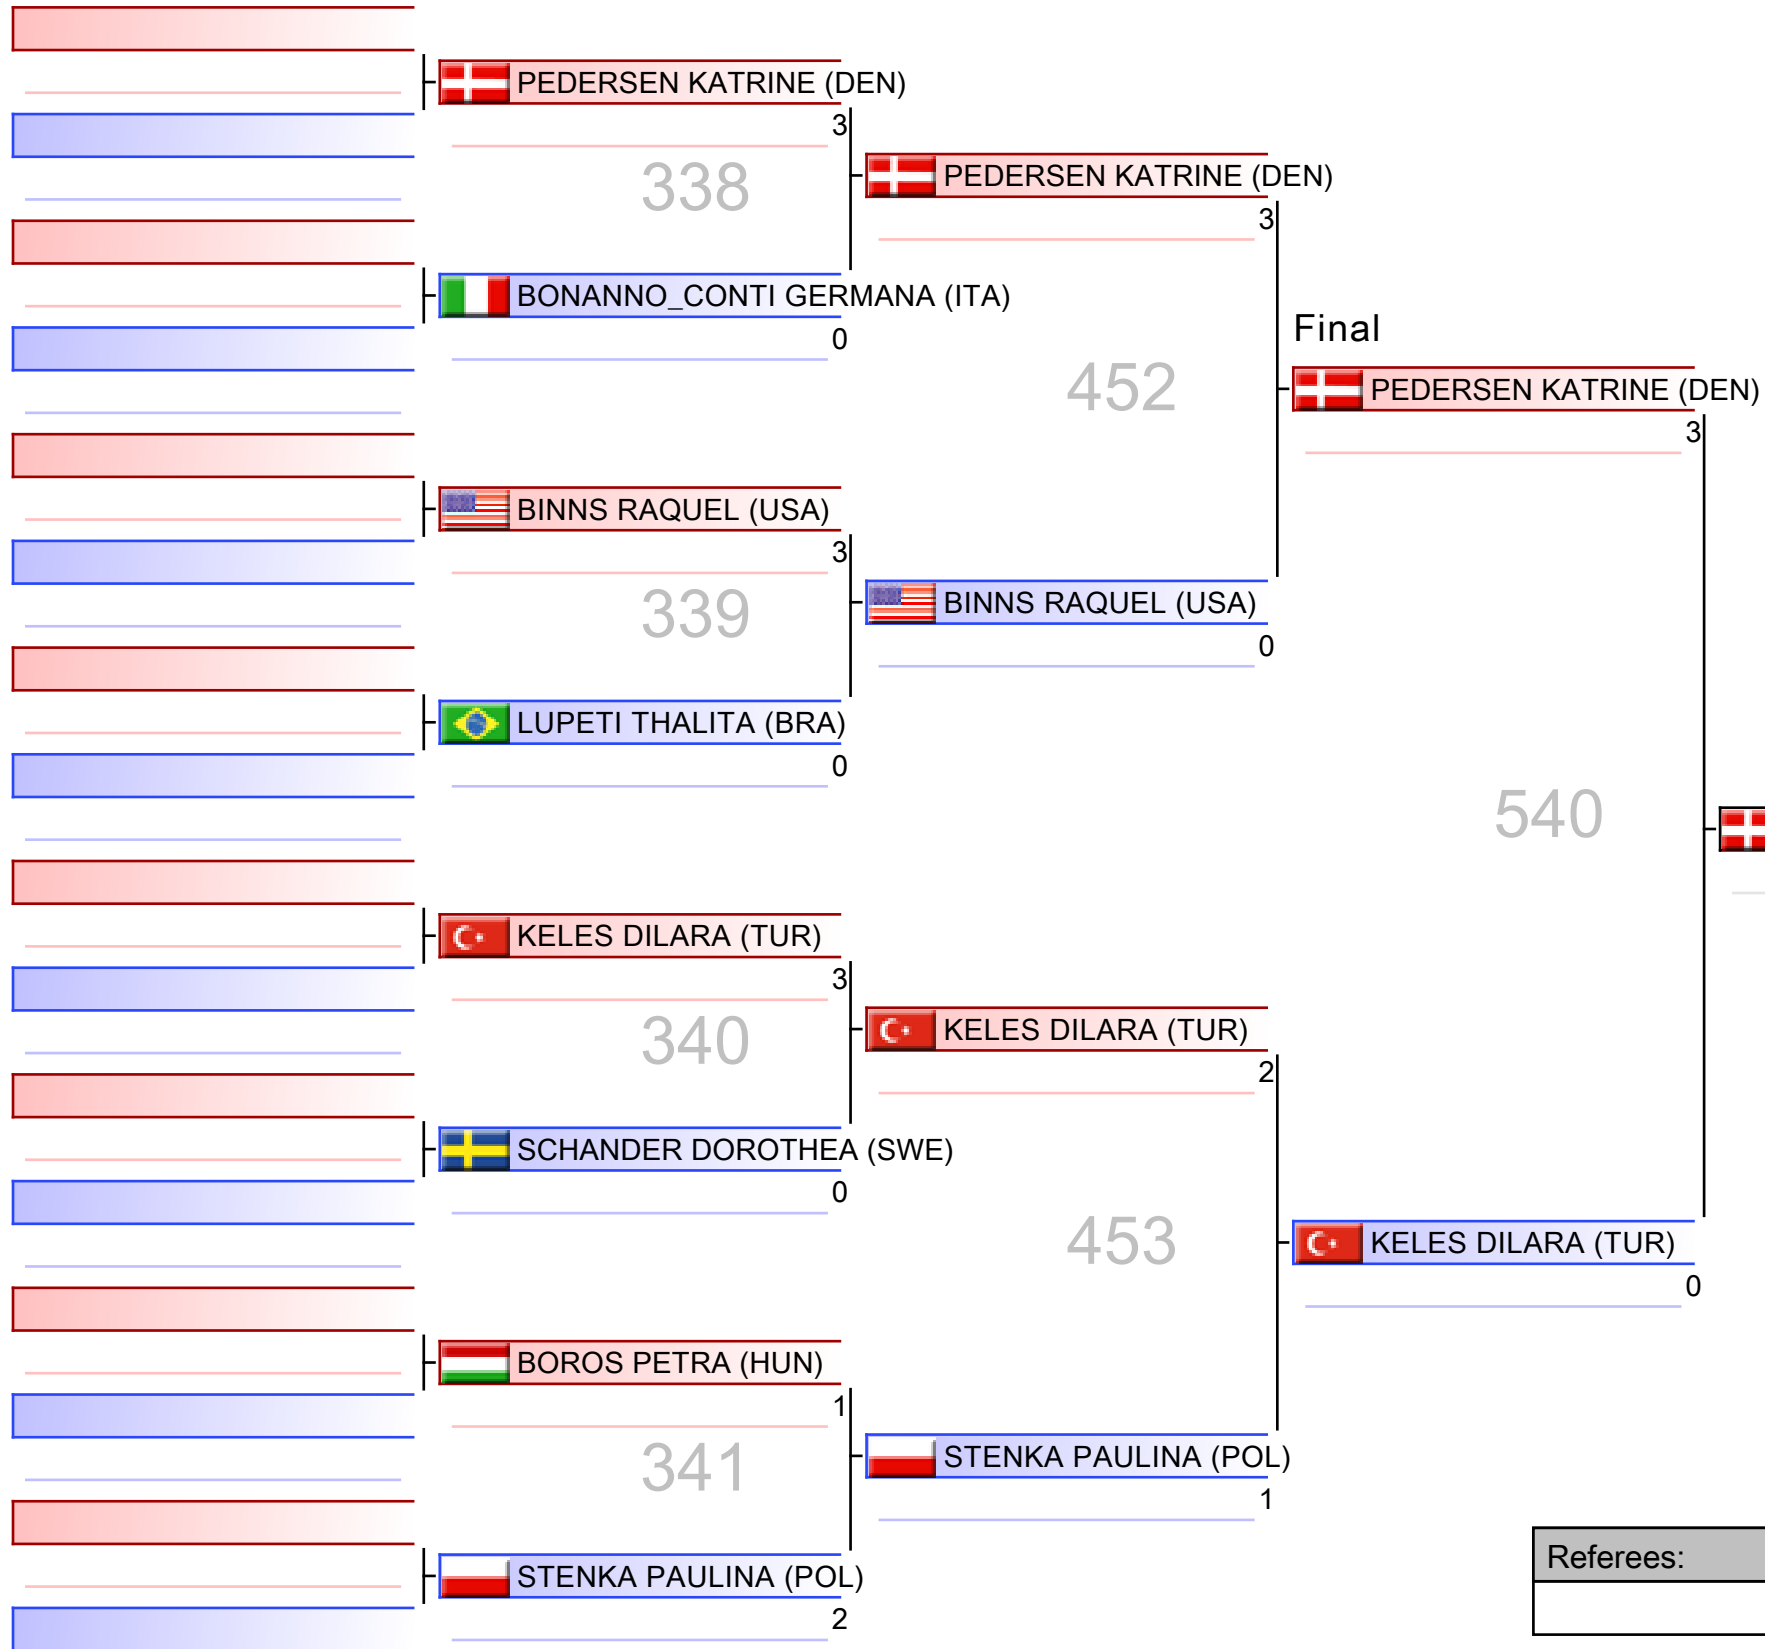 PEDERSEN KATRINE (DEN)
3
338
BONANNO_CONTI GERMANA (ITA)
0
BINNS RAQUEL (USA)
3
339
LUPETI THALITA (BRA)
0
KELES DILARA (TUR)
3
340
SCHANDER DOROTHEA (SWE)
0
BOROS PETRA (HUN)
1
341
STENKA PAULINA (POL)
2
PEDERSEN KATRINE (DEN)
3
452
BINNS RAQUEL (USA)
0
KELES DILARA (TUR)
2
453
STENKA PAULINA (POL)
1
Final
PEDERSEN KATRINE (DEN)
3
540
KELES DILARA (TUR)
0
Referees: